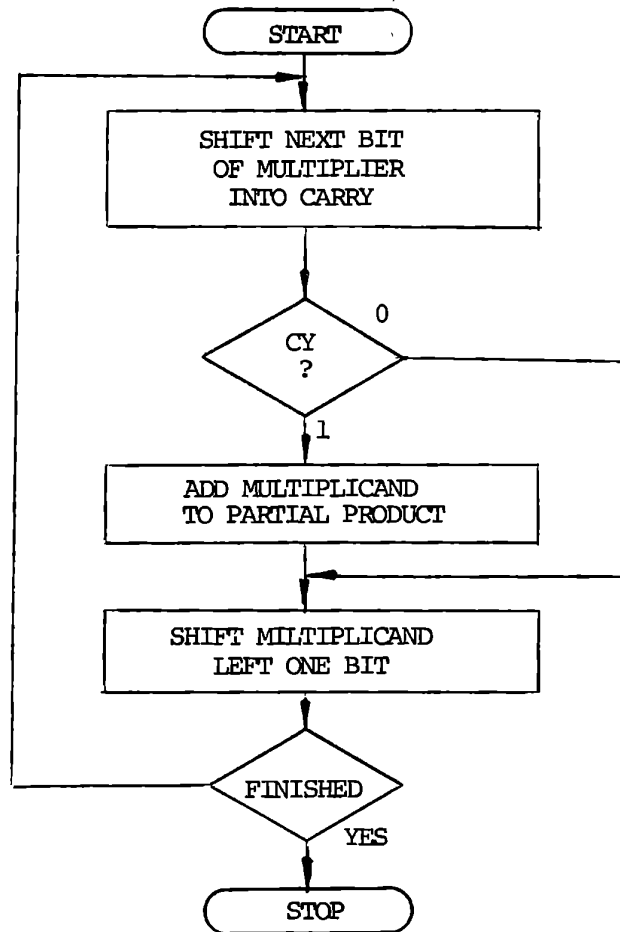 START
SHIFT NEXT BIT
OF MULTIPLIER
INTO CARRY
0
CY
?
1
ADD MULTIPLICAND
TO PARTIAL PRODUCT
SHIFT MILTIPLICAND
LEFT ONE BIT
FINISHED
YES
STOP